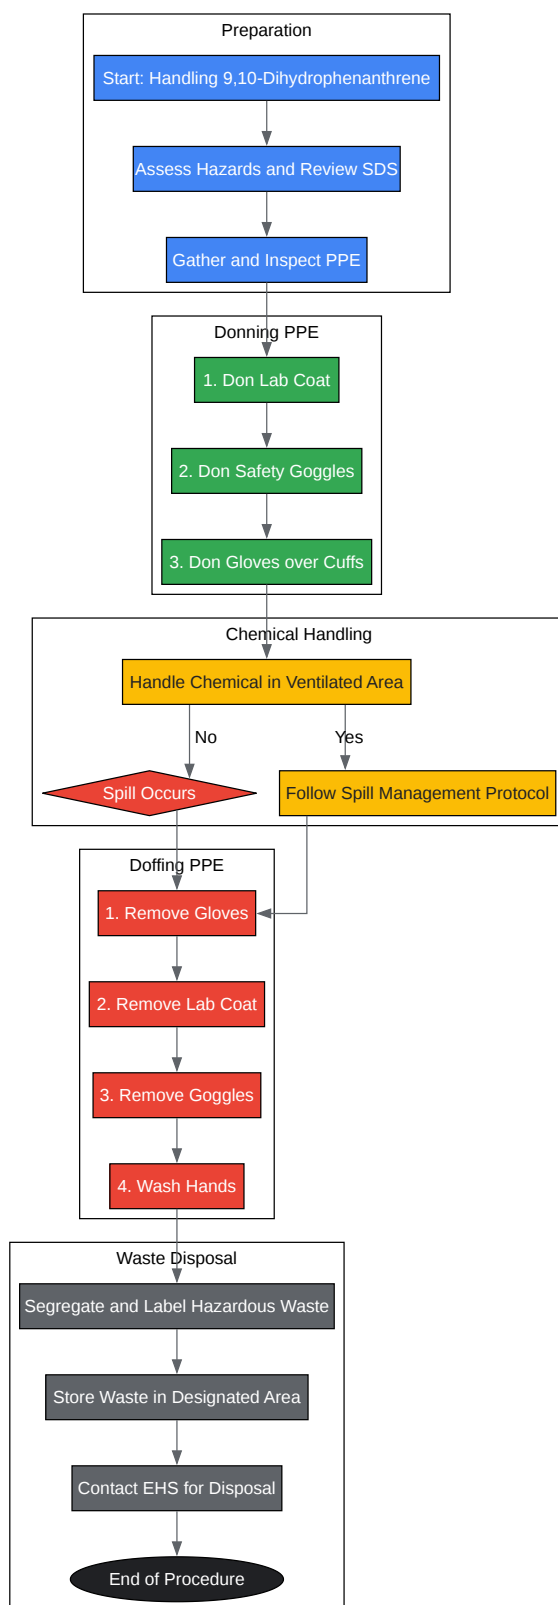 Preparation
Start: Handling 9,10-Dihydrophenanthrene
Assess Hazards and Review SDS
Gather and Inspect PPE
Donning PPE
1. Don Lab Coat
2. Don Safety Goggles
3. Don Gloves over Cuffs
Chemical Handling
Handle Chemical in Ventilated Area
No
Yes
Spill Occurs
Follow Spill Management Protocol
Doffing PPE
1. Remove Gloves
2. Remove Lab Coat
3. Remove Goggles
4. Wash Hands
Waste Disposal
Segregate and Label Hazardous Waste
Store Waste in Designated Area
Contact EHS for Disposal
End of Procedure